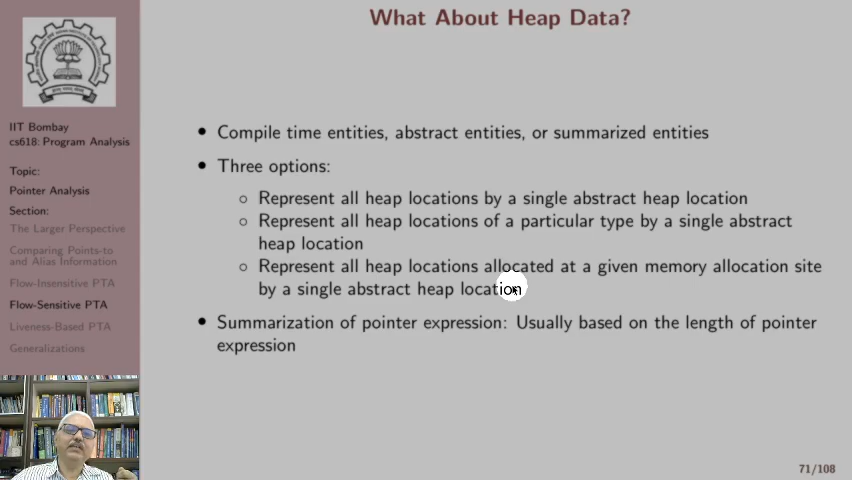 What About Heap Data?
IIT Bombay
cs618: Program Analysis
Topic:
Pointer Analysis
Section:
The Larger Perspective
Comparing Points-to
and Alias Information
Flow-Insensitive PTA
Flow-Sensitive PTA
Liveness-Based PTA
Generalizations
• Compile time entities, abstract entities, or summarized entities
• Three options:
◦ Represent all heap locations by a single abstract heap location
◦ Represent all heap locations of a particular type by a single abstract
heap location
◦ Represent all heap locations allocated at a given memory allocation site
by a single abstract heap location
• Summarization of pointer expression: Usually based on the length of pointer
expression
71/108